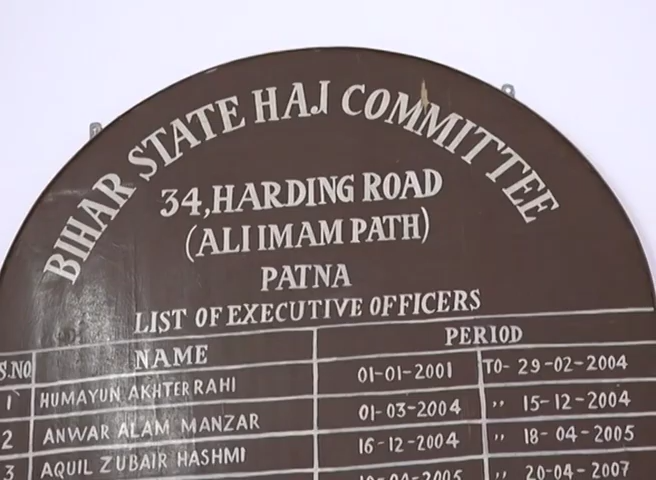 BIHAR STATE HAJ COMMITTEE
34,HARDING ROAD
(ALI IMAM PATH)
PATNA
LIST OF EXECUTIVE OFFICERS
S.NO NAME PERIOD
1 HUMAYUN AKHTER RAHI 01-01-2001 TO- 29-02-2004
2 ANWAR ALAM MANZAR 01-03-2004 ,, 15-12-2004
3 AQUIL ZUBAIR HASHMI 16-12-2004 ,, 18-04-2005
,, 20-04-2007